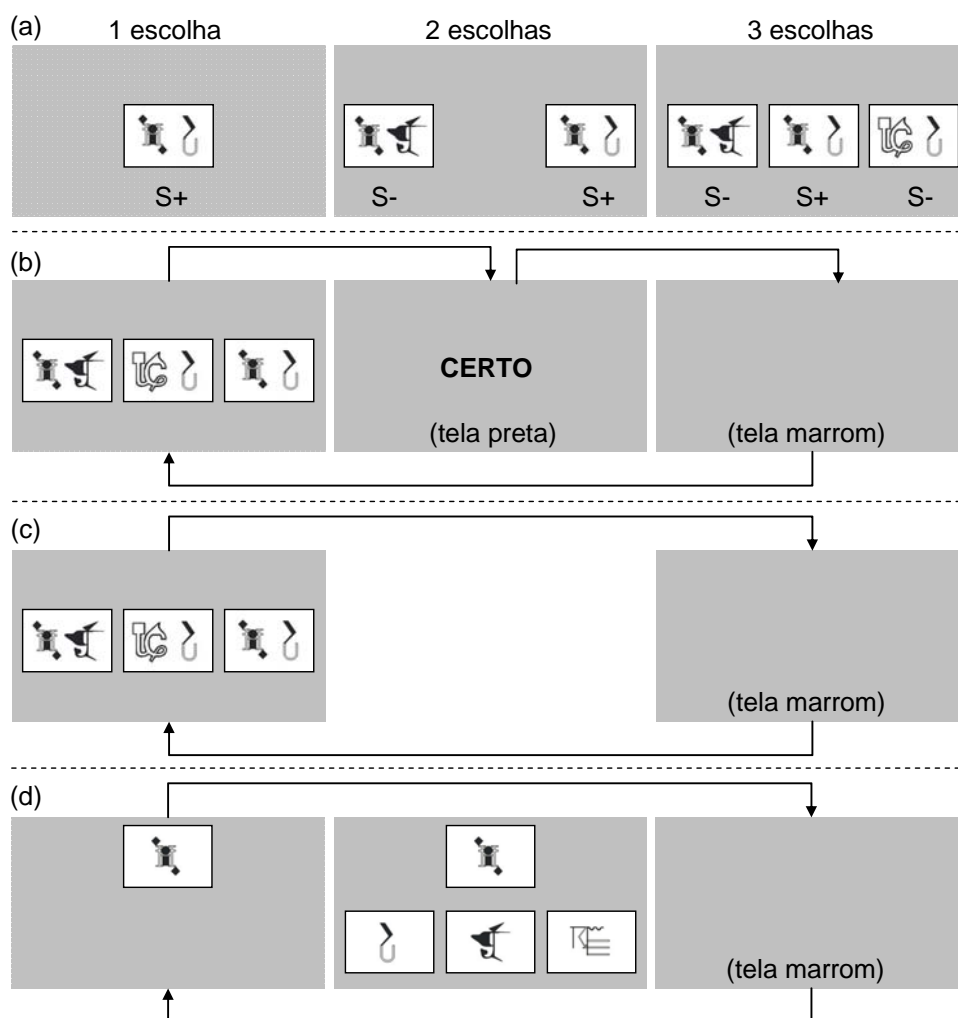 (a)
1 escolha 2 escolhas 3 escolhas
S+ S- S+ S- S+ S-
(b)
CERTO
(tela preta) (tela marrom)
(c)
(tela marrom)
(d)
(tela marrom)